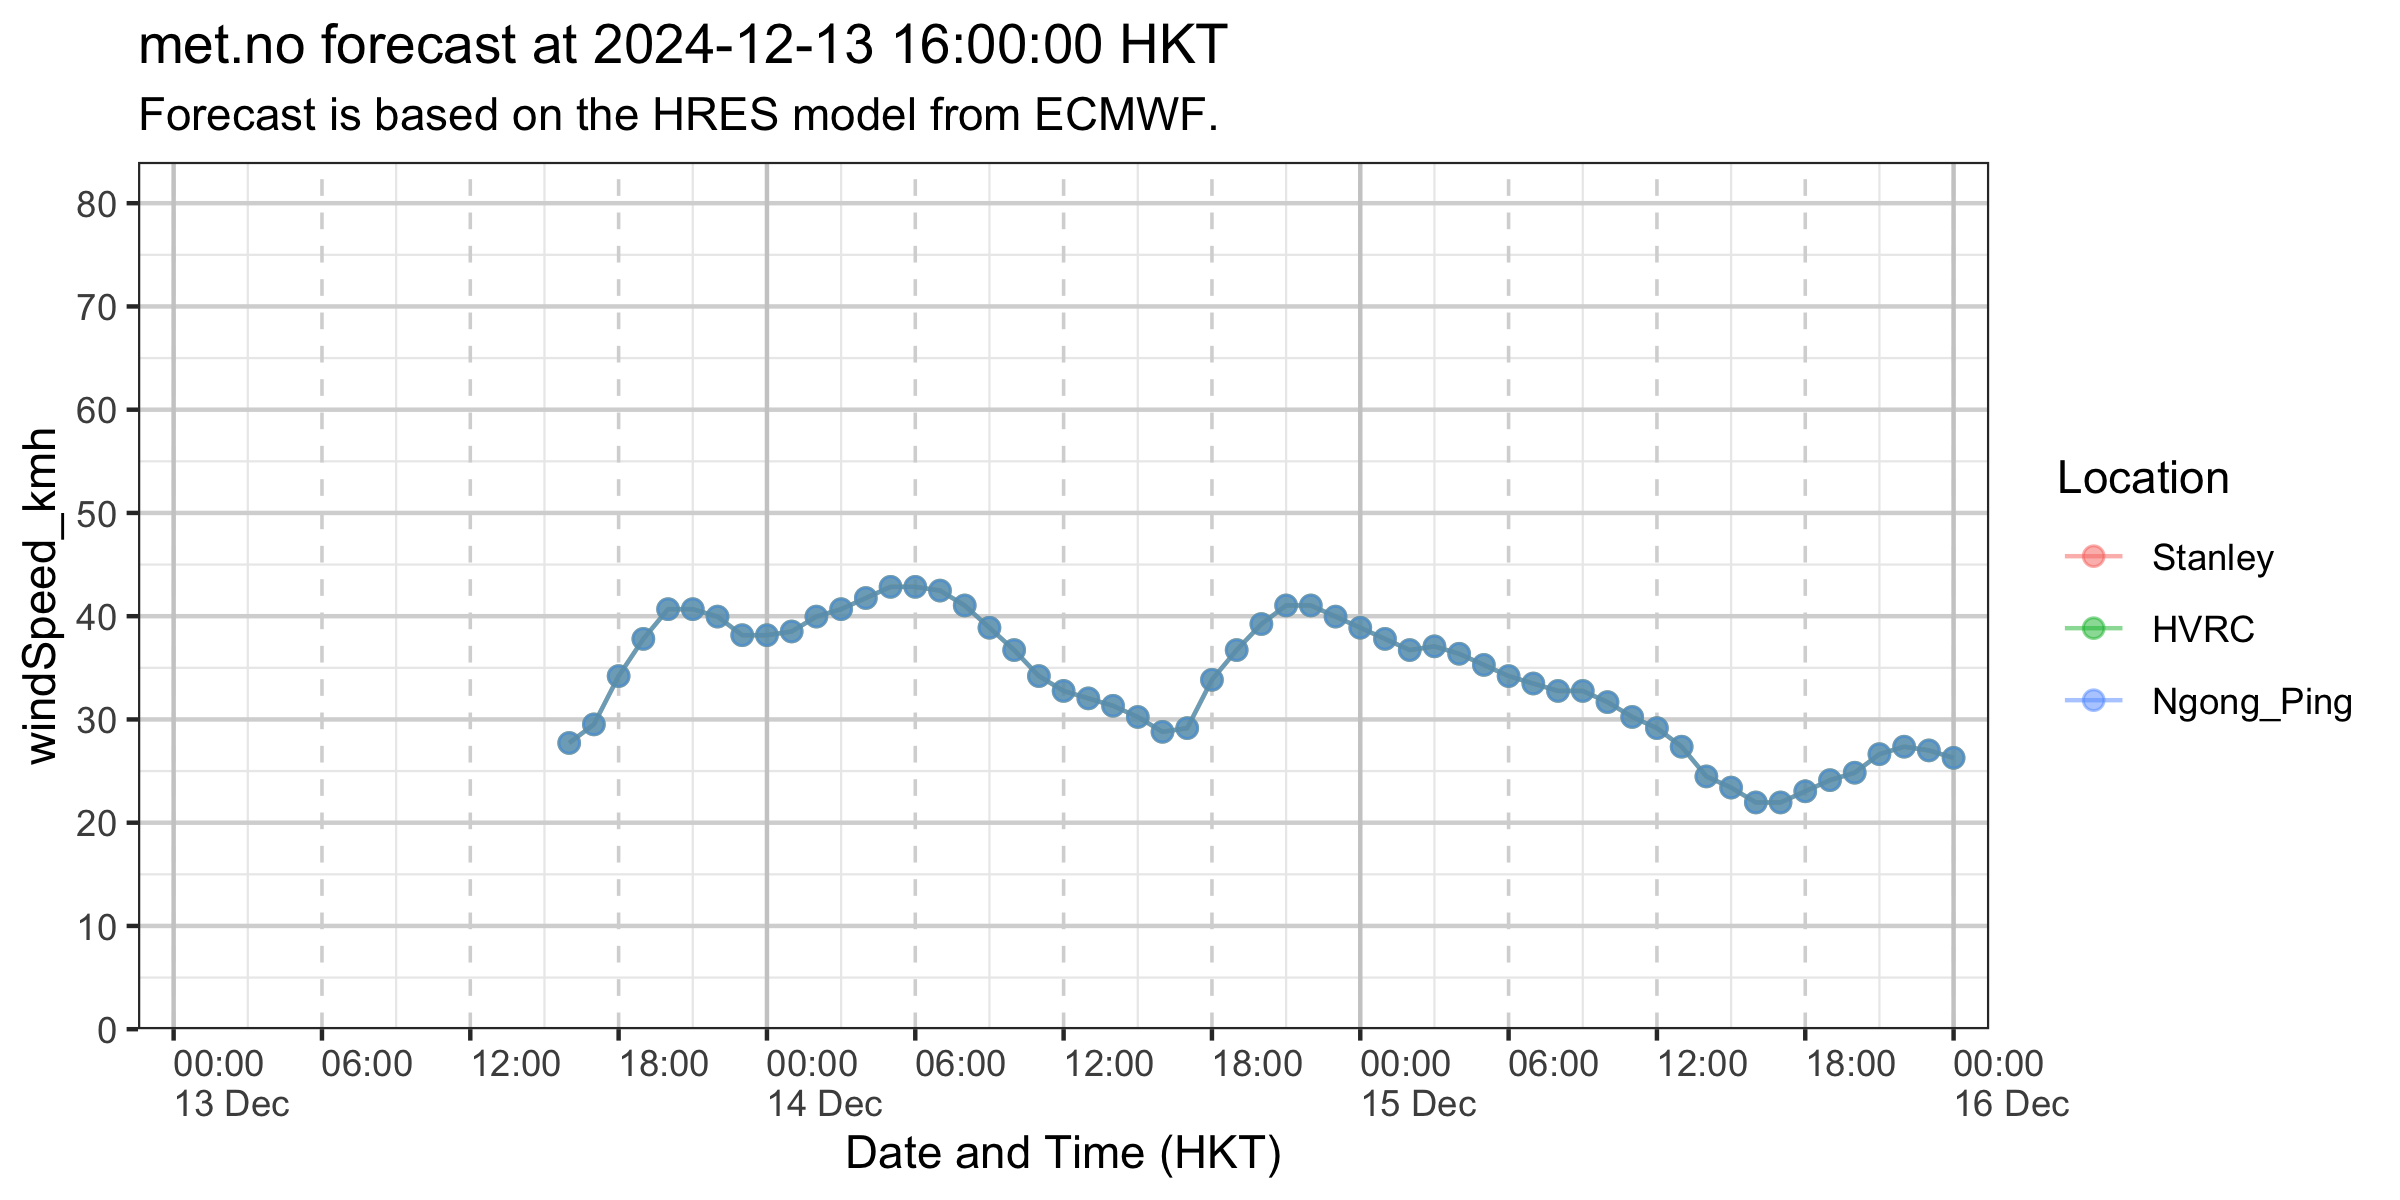 met.no forecast at 2024-12-13 16:00:00 HKT
Forecast is based on the HRES model from ECMWF.
windSpeed_kmh
80
70
60
50
40
30
20
10
0
00:00 06:00 12:00 18:00 00:00 06:00 12:00 18:00 00:00 06:00 12:00 18:00 00:00
13 Dec 14 Dec 15 Dec 16 Dec
Date and Time (HKT)
Location
Stanley
HVRC
Ngong_Ping